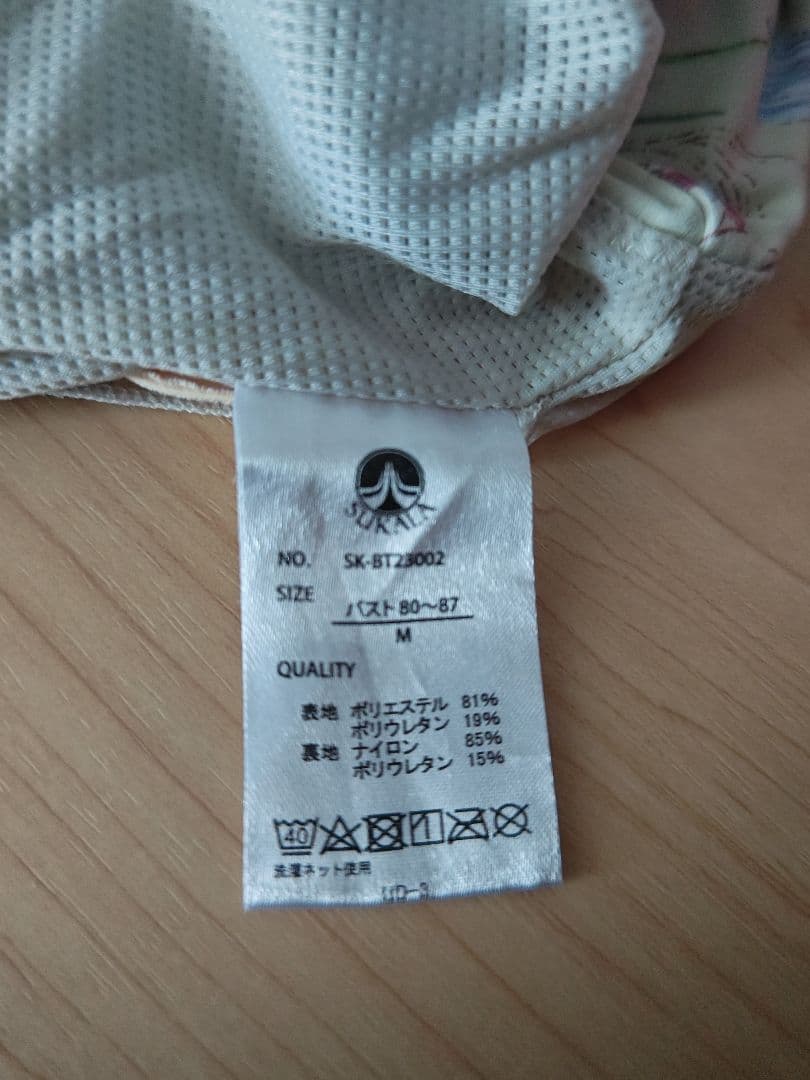 SUKALA
NO. SK-BT23002
SIZE バスト80〜87
M
QUALITY
表地 ポリエステル 81%
ポリウレタン 19%
裏地 ナイロン 85%
ポリウレタン 15%
40
洗濯ネット使用